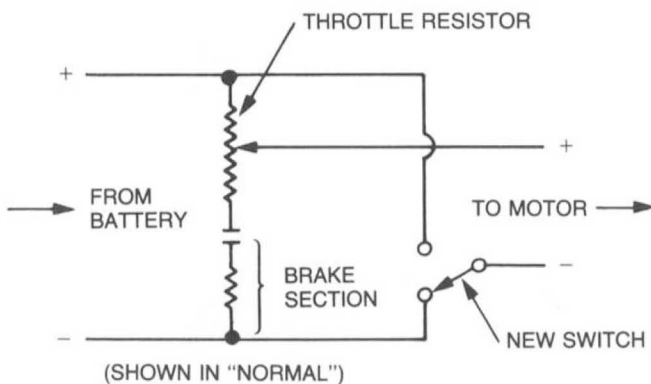 THROTTLE RESISTOR
+
+
FROM
BATTERY
TO MOTOR
BRAKE
SECTION
−
NEW SWITCH
−
(SHOWN IN "NORMAL")